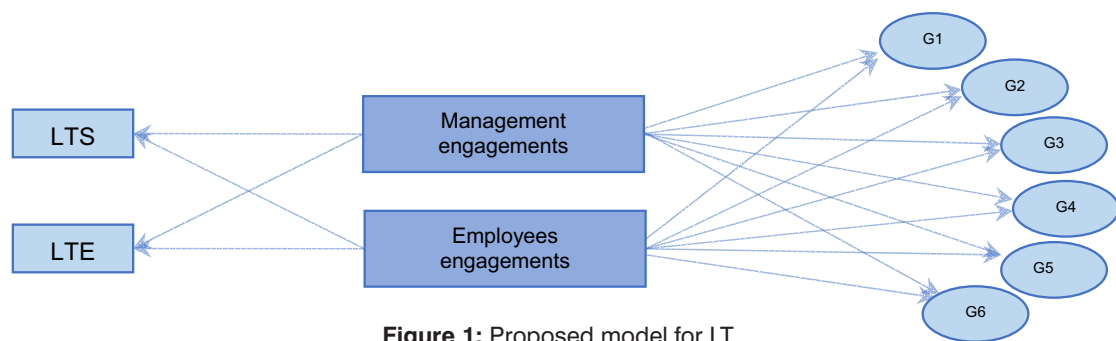 G1
G2
LTS
Management
engagements
G3
G4
LTE
Employees
engagements
G5
G6
Figure 1: Proposed model for LT